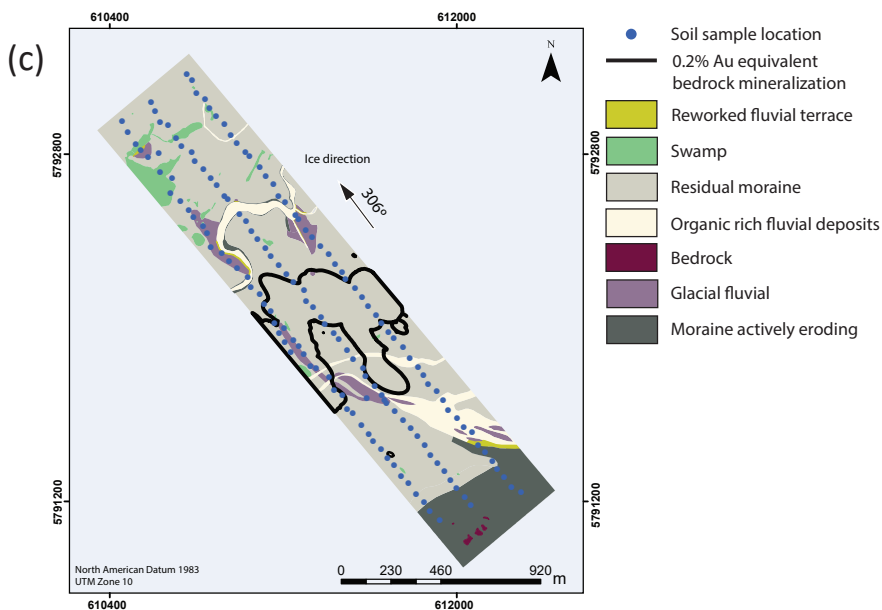 (c)
610400
612000
5792800
5792800
5791200
5791200
610400
612000
N
Ice direction
306º
North American Datum 1983
UTM Zone 10
0 230 460 920
m
Soil sample location
0.2% Au equivalent
bedrock mineralization
Reworked fluvial terrace
Swamp
Residual moraine
Organic rich fluvial deposits
Bedrock
Glacial fluvial
Moraine actively eroding